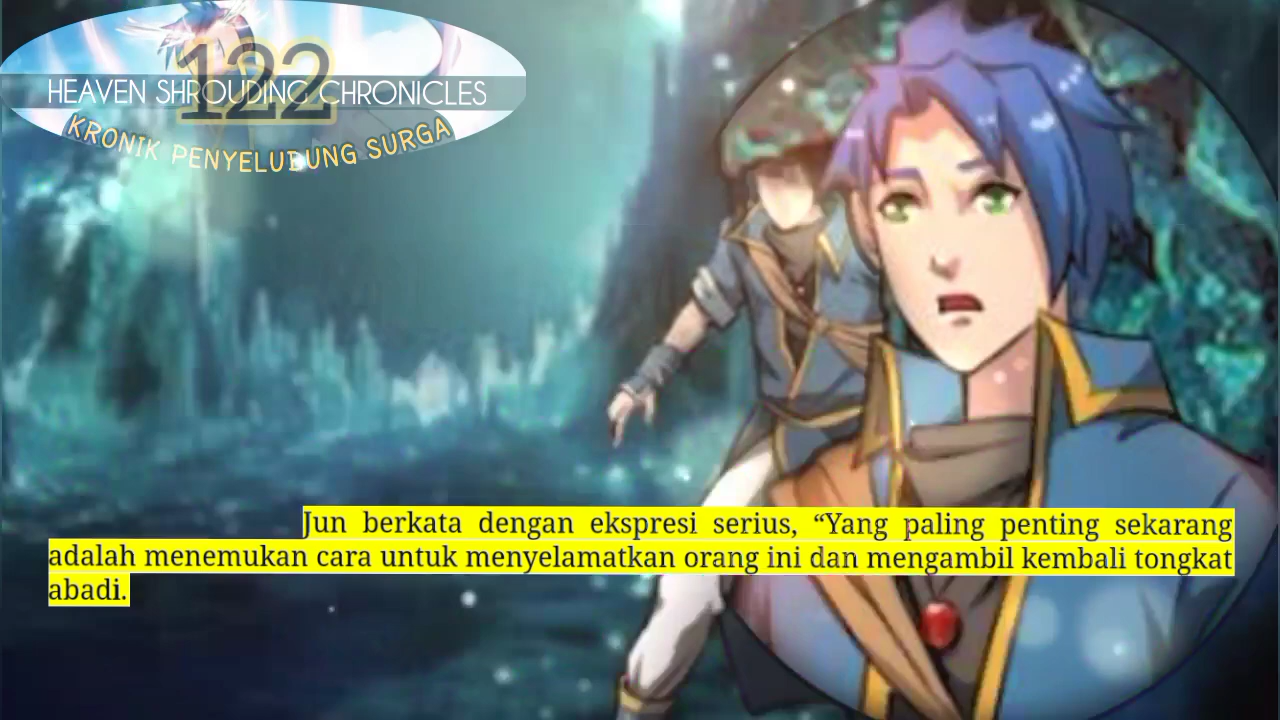 122
HEAVEN SHROUDING CHRONICLES
KRONIK PENYELUBUNG SURGA
Jun berkata dengan ekspresi serius, “Yang paling penting sekarang
adalah menemukan cara untuk menyelamatkan orang ini dan mengambil kembali tongkat
abadi.